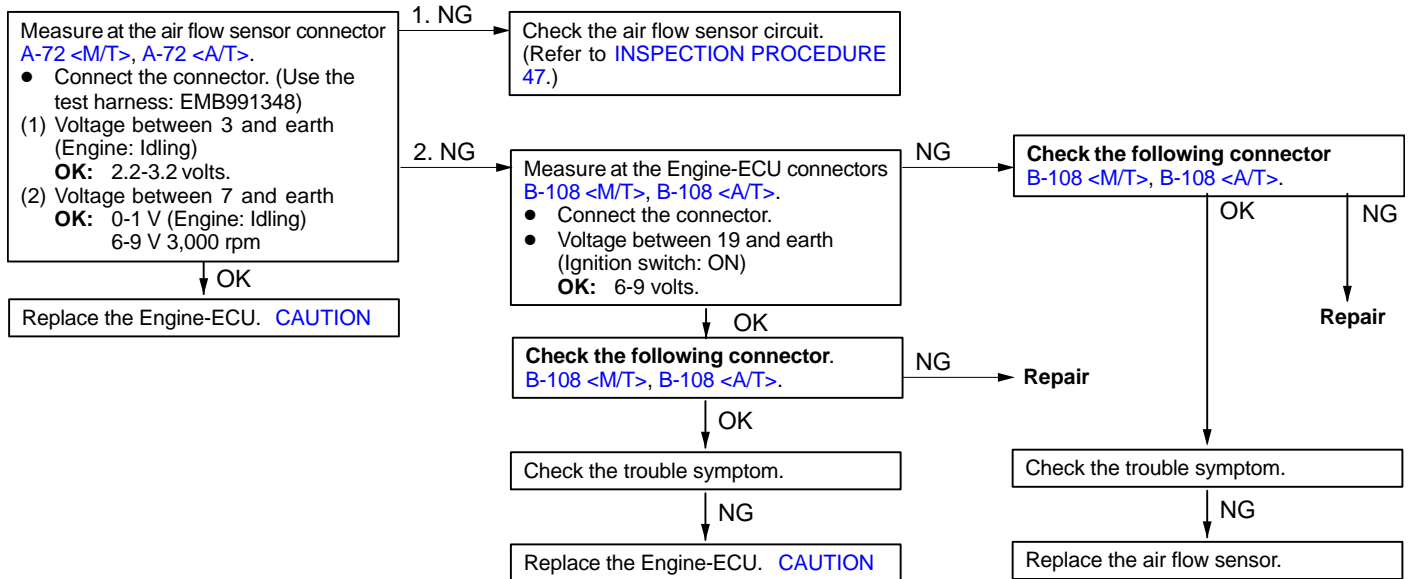 Measure at the air flow sensor connector
A-72 <M/T>, A-72 <A/T>.
● Connect the connector. (Use the
test harness: EMB991348)
(1) Voltage between 3 and earth
(Engine: Idling)
OK: 2.2-3.2 volts.
(2) Voltage between 7 and earth
OK: 0-1 V (Engine: Idling)
6-9 V 3,000 rpm
1. NG
Check the air flow sensor circuit.
(Refer to INSPECTION PROCEDURE
47.)
2. NG
OK
Replace the Engine-ECU. CAUTION
Measure at the Engine-ECU connectors
B-108 <M/T>, B-108 <A/T>.
● Connect the connector.
● Voltage between 19 and earth
(Ignition switch: ON)
OK: 6-9 volts.
NG
Check the following connector
B-108 <M/T>, B-108 <A/T>.
OK
NG
Repair
OK
Check the following connector.
B-108 <M/T>, B-108 <A/T>.
NG
Repair
OK
Check the trouble symptom.
NG
Replace the Engine-ECU. CAUTION
Check the trouble symptom.
NG
Replace the air flow sensor.